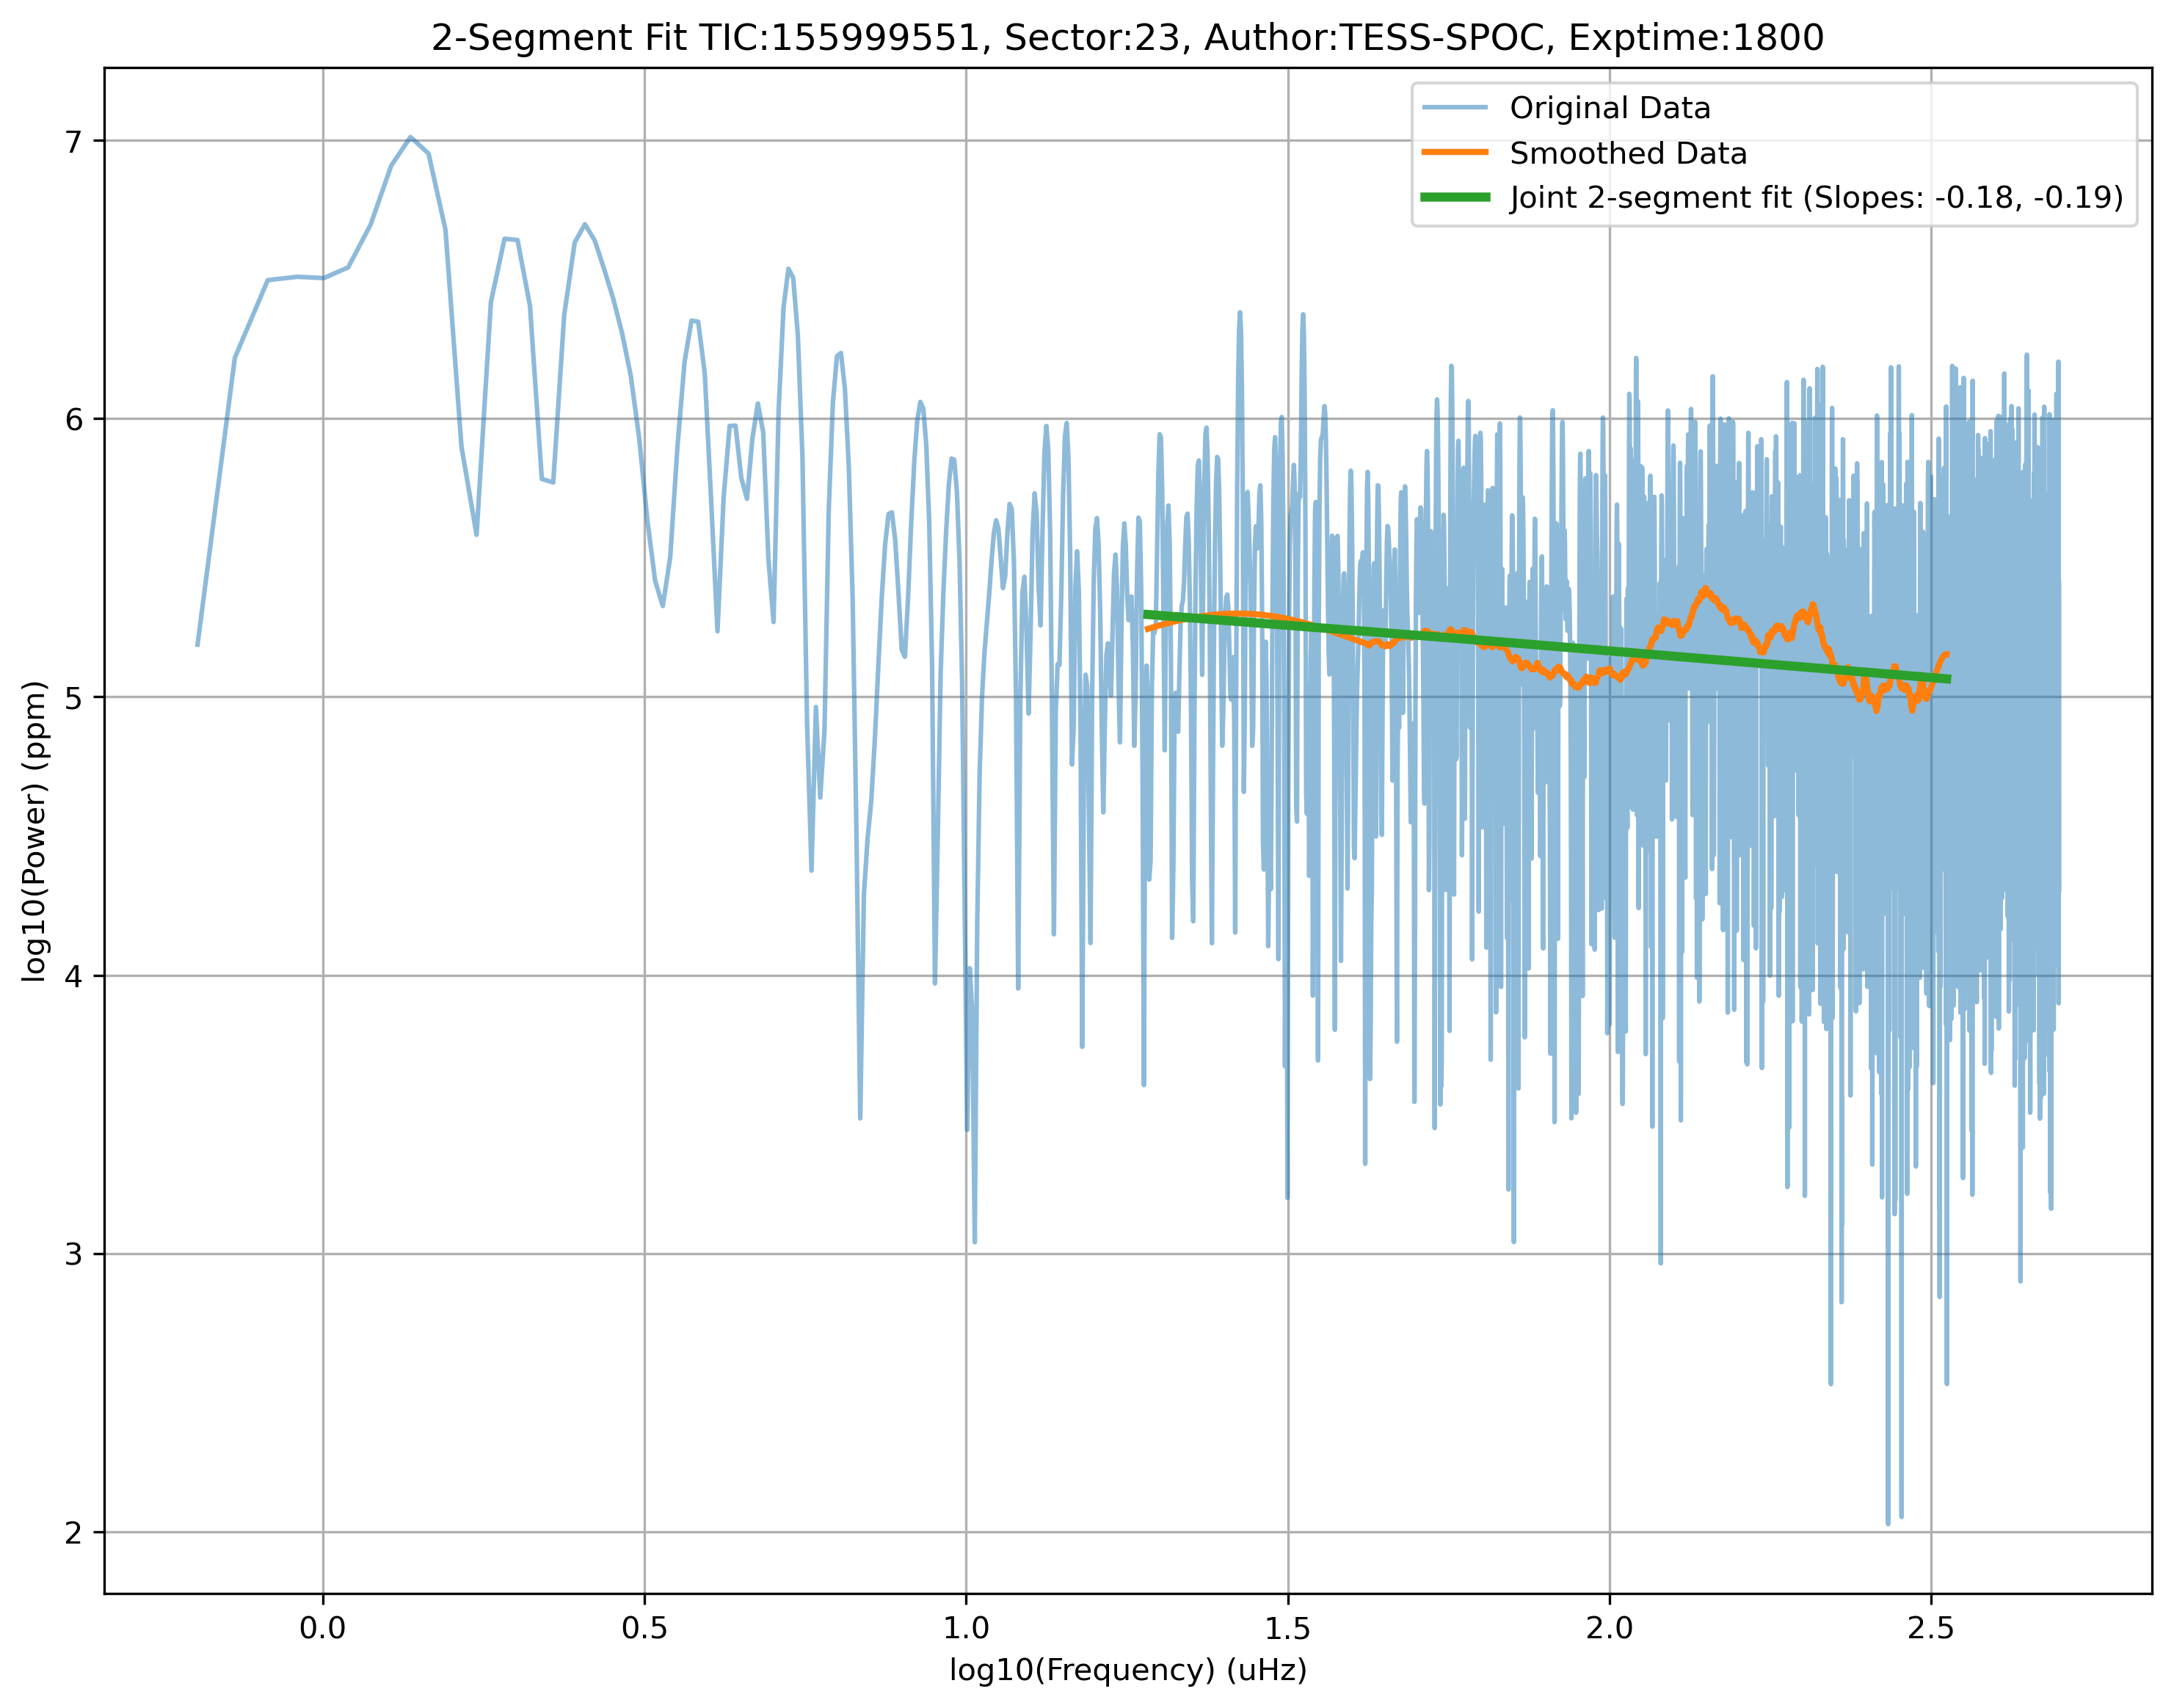 2-Segment Fit TIC:155999551, Sector:23, Author:TESS-SPOC, Exptime:1800
Original Data
Smoothed Data
Joint 2-segment fit (Slopes: -0.18, -0.19)
log10(Power) (ppm)
7
6
5
4
3
2
0.0 0.5 1.0 1.5 2.0 2.5
log10(Frequency) (uHz)